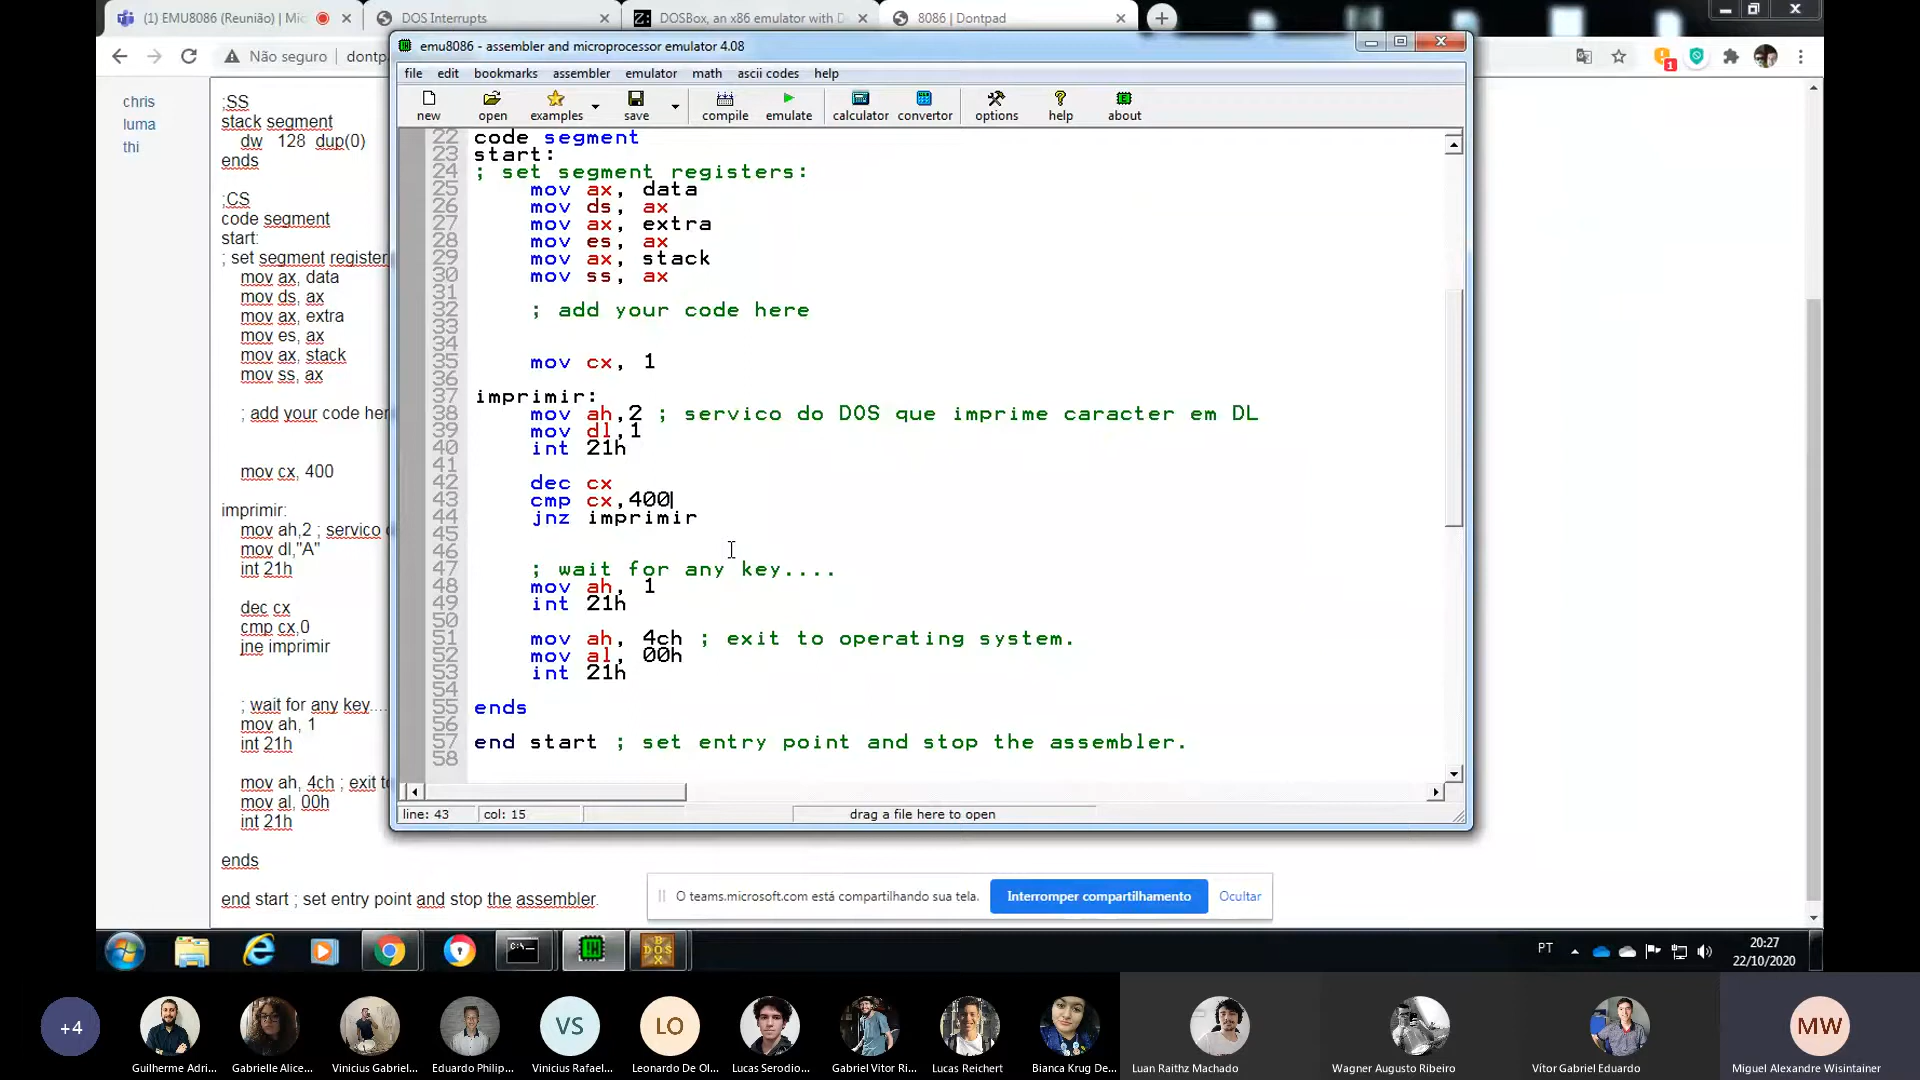 (1) EMU8086 (Reunião) | Mic
DOS Interrupts
DOSBox, an x86 emulator with D
8086 | Dontpad
Não seguro
dontp
1
chris
luma
thi
;SS
stack segment
dw 128 dup(0)
ends
;CS
code segment
start:
; set segment register
mov ax, data
mov ds, ax
mov ax, extra
mov es, ax
mov ax, stack
mov ss, ax
; add your code her
mov cx, 400
imprimir:
mov ah,2 ; servico d
mov dl,"A"
int 21h
dec cx
cmp cx,0
jne imprimir
; wait for any key....
mov ah, 1
int 21h
mov ah, 4ch ; exit to
mov al, 00h
int 21h
ends
end start ; set entry point and stop the assembler.
emu8086 - assembler and microprocessor emulator 4.08
file edit bookmarks assembler emulator math ascii codes help
new open examples save compile emulate calculator convertor options help about
22 code segment
23 start:
24 ; set segment registers:
25 mov ax, data
26 mov ds, ax
27 mov ax, extra
28 mov es, ax
29 mov ax, stack
30 mov ss, ax
31
32 ; add your code here
33
34
35 mov cx, 1
36
37 imprimir:
38 mov ah,2 ; servico do DOS que imprime caracter em DL
39 mov dl,1
40 int 21h
41
42 dec cx
43 cmp cx,400
44 jnz imprimir
45
46
47 ; wait for any key....
48 mov ah, 1
49 int 21h
50
51 mov ah, 4ch ; exit to operating system.
52 mov al, 00h
53 int 21h
54
55 ends
56
57 end start ; set entry point and stop the assembler.
58
line: 43 col: 15 drag a file here to open
O teams.microsoft.com está compartilhando sua tela. Interromper compartilhamento Ocultar
PT
20:27
22/10/2020
+4
VS
LO
MW
Guilherme Adri... Gabrielle Alice... Vinicius Gabriel... Eduardo Philip... Vinicius Rafael... Leonardo De Ol... Lucas Serodio... Gabriel Vitor Ri... Lucas Reichert Bianca Krug De... Luan Raithz Machado Wagner Augusto Ribeiro Vítor Gabriel Eduardo Miguel Alexandre Wisintainer